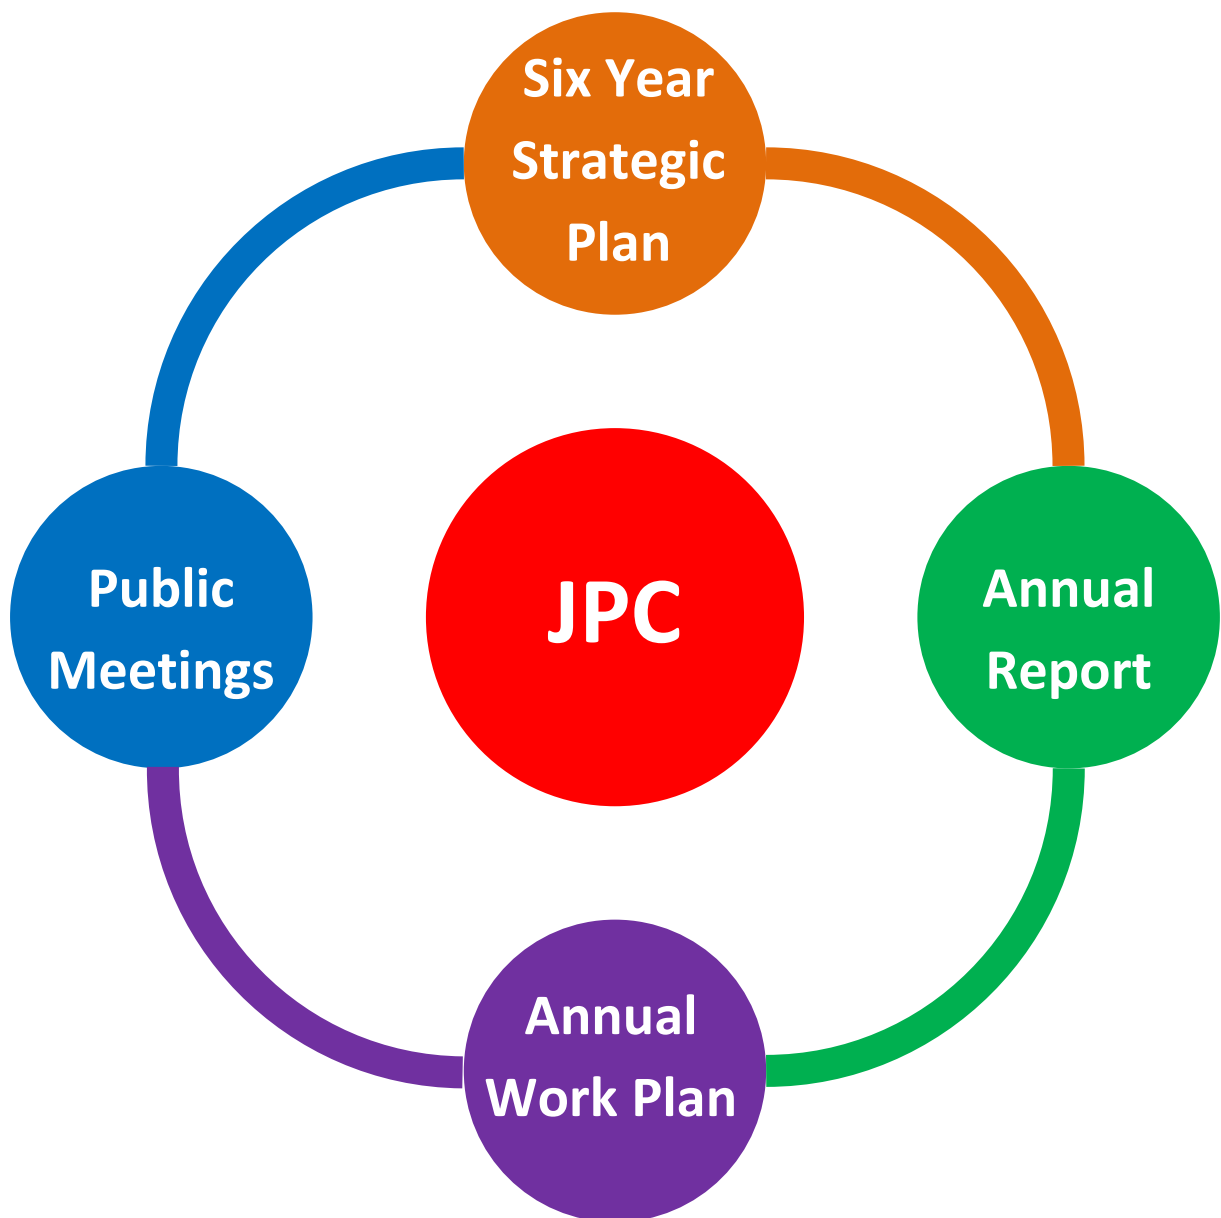 Six Year
Strategic
Plan
Public
Meetings
JPC
Annual
Report
Annual
Work Plan